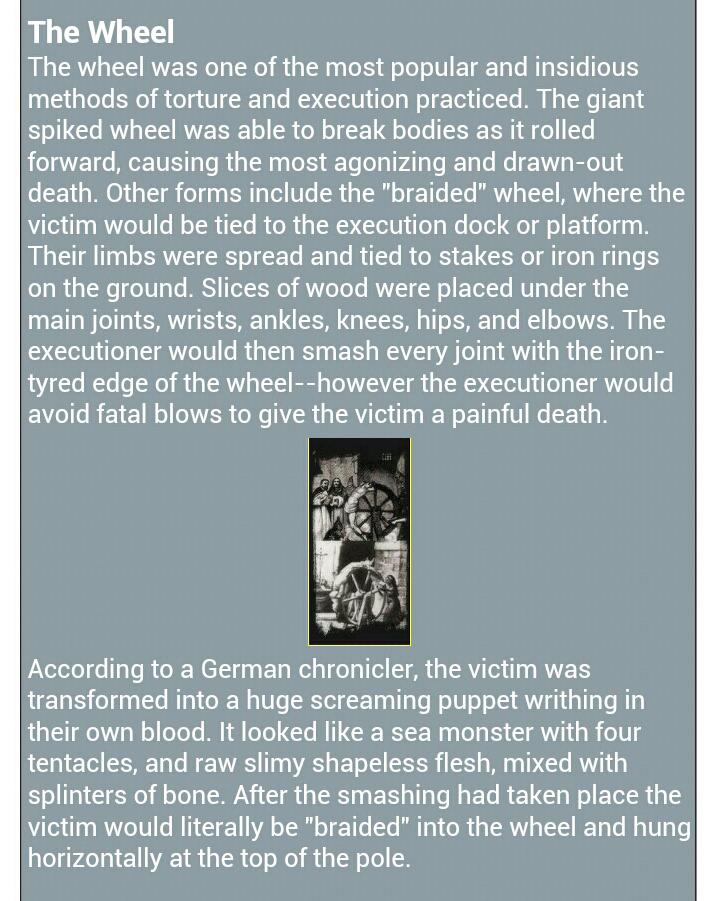 The Wheel
The wheel was one of the most popular and insidious
methods of torture and execution practiced. The giant
spiked wheel was able to break bodies as it rolled
forward, causing the most agonizing and drawn-out
death. Other forms include the "braided" wheel, where the
victim would be tied to the execution dock or platform.
Their limbs were spread and tied to stakes or iron rings
on the ground. Slices of wood were placed under the
main joints, wrists, ankles, knees, hips, and elbows. The
executioner would then smash every joint with the iron-
tyred edge of the wheel--however the executioner would
avoid fatal blows to give the victim a painful death.
According to a German chronicler, the victim was
transformed into a huge screaming puppet writhing in
their own blood. It looked like a sea monster with four
tentacles, and raw slimy shapeless flesh, mixed with
splinters of bone. After the smashing had taken place the
victim would literally be "braided" into the wheel and hung
horizontally at the top of the pole.